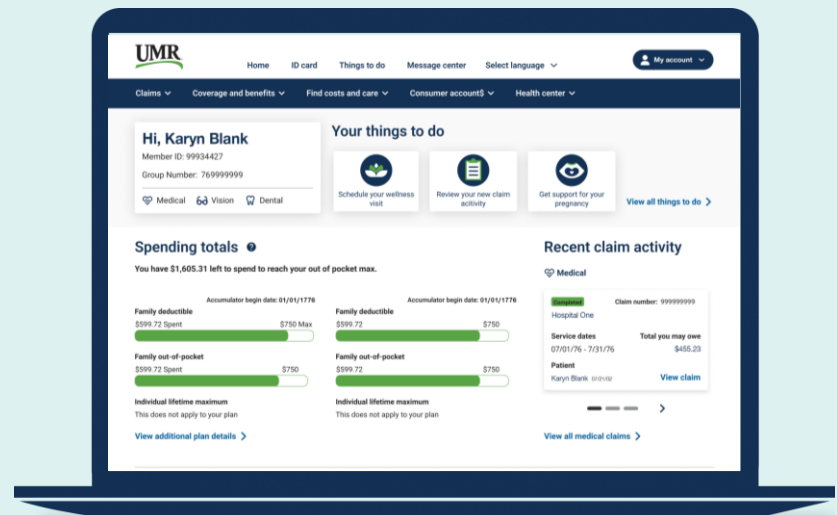 UMR
Home ID card Things to do Message center Select language My account
Claims Coverage and benefits Find costs and care Consumer account$ Health center
Hi, Karyn Blank
Member ID: 99934427
Group Number: 769999999
Medical Vision Dental
Your things to do
Schedule your wellness
visit
Review your new claim
acitivity
Get support for your
pregnancy
View all things to do
Spending totals ?
You have $1,605.31 left to spend to reach your out of pocket max.
Accumulator begin date: 01/01/1776
Family deductible
$599.72 Spent $750 Max
Family out-of-pocket
$599.72 Spent $750
Individual lifetime maximum
This does not apply to your plan
View additional plan details
Accumulator begin date: 01/01/1776
Family deductible
$599.72 $750
Family out-of-pocket
$599.72 $750
Individual lifetime maximum
This does not apply to your plan
Recent claim activity
Medical
Completed Claim number: 999999999
Hospital One
Service dates Total you may owe
07/01/76 - 7/31/76 $455.23
Patient
Karyn Blank View claim
View all medical claims